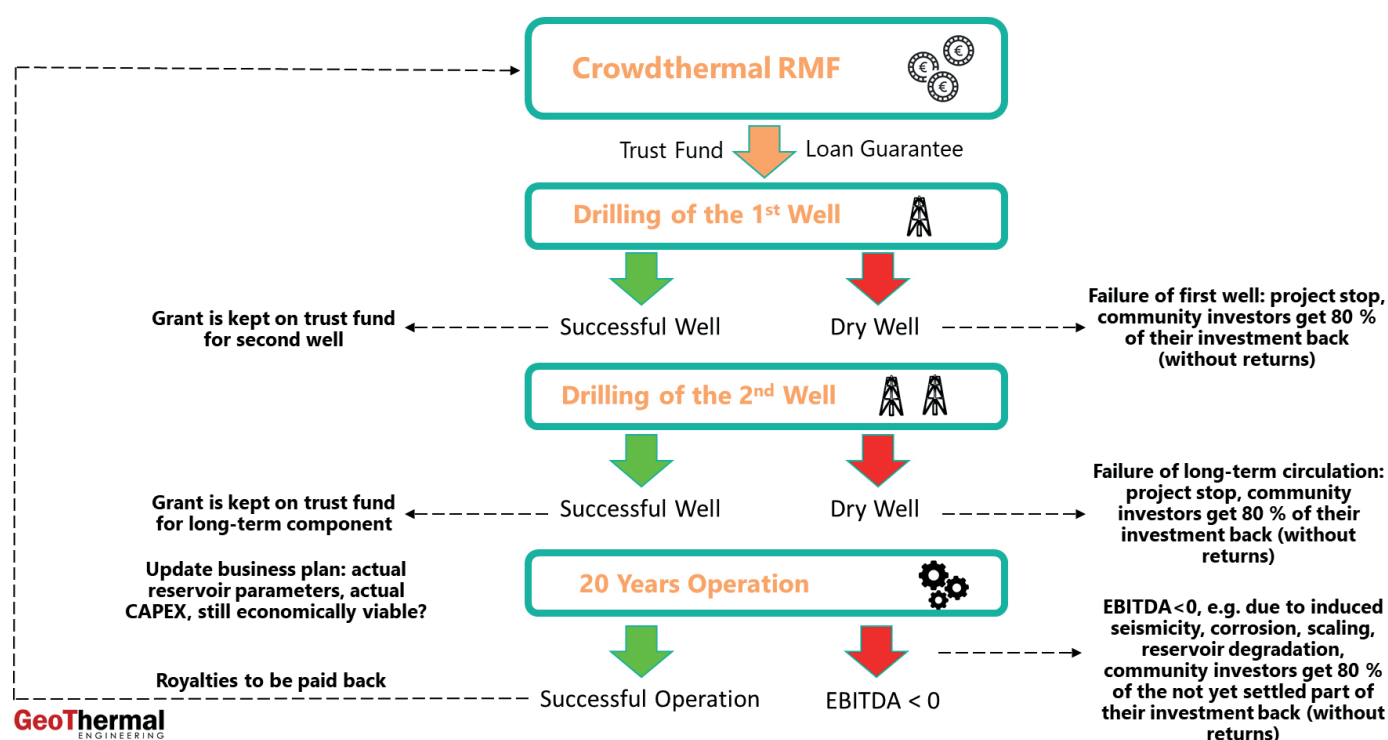 Crowdthermal RMF
Trust Fund
Loan Guarantee
Drilling of the 1st Well
Successful Well
Dry Well
Grant is kept on trust fund
for second well
Failure of first well: project stop,
community investors get 80 %
of their investment back
(without returns)
Drilling of the 2nd Well
Successful Well
Dry Well
Grant is kept on trust fund
for long-term component
Failure of long-term circulation:
project stop, community
investors get 80 % of their
investment back (without
returns)
Update business plan: actual
reservoir parameters, actual
CAPEX, still economically viable?
20 Years Operation
EBITDA<0, e.g. due to induced
seismicity, corrosion, scaling,
reservoir degradation,
community investors get 80 %
of the not yet settled part of
their investment back (without
returns)
Royalties to be paid back
Successful Operation
EBITDA < 0
GeoThermal
ENGINEERING